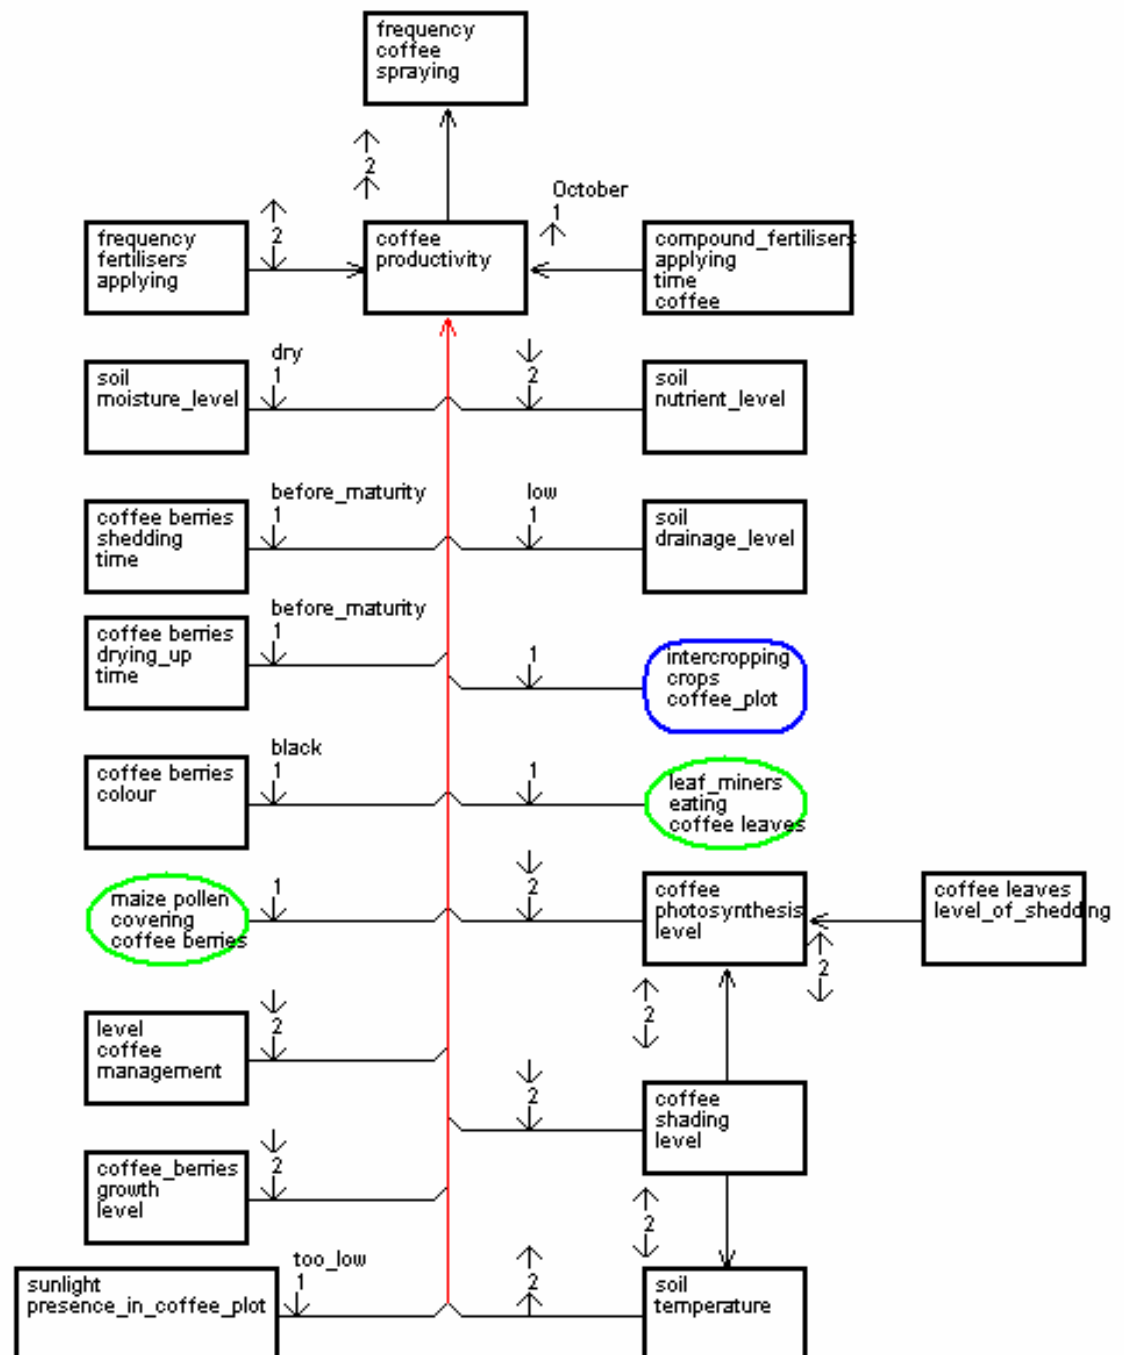 frequency
coffee
spraying
2
October
1
frequency
fertilisers
applying
2
coffee
productivity
compound_fertilisers
applying
time
coffee
dry
1
2
soil
moisture_level
soil
nutrient_level
before_maturity
1
low
1
coffee berries
shedding
time
soil
drainage_level
before_maturity
1
coffee berries
drying_up
time
1
intercropping
crops
coffee_plot
black
1
coffee berries
colour
1
leaf_miners
eating
coffee leaves
maize pollen
covering
coffee berries
1
2
coffee
photosynthesis
level
coffee leaves
level_of_shedding
2
2
level
coffee
management
2
2
coffee
shading
level
coffee_berries
growth
level
2
2
too_low
1
sunlight
presence_in_coffee_plot
2
soil
temperature